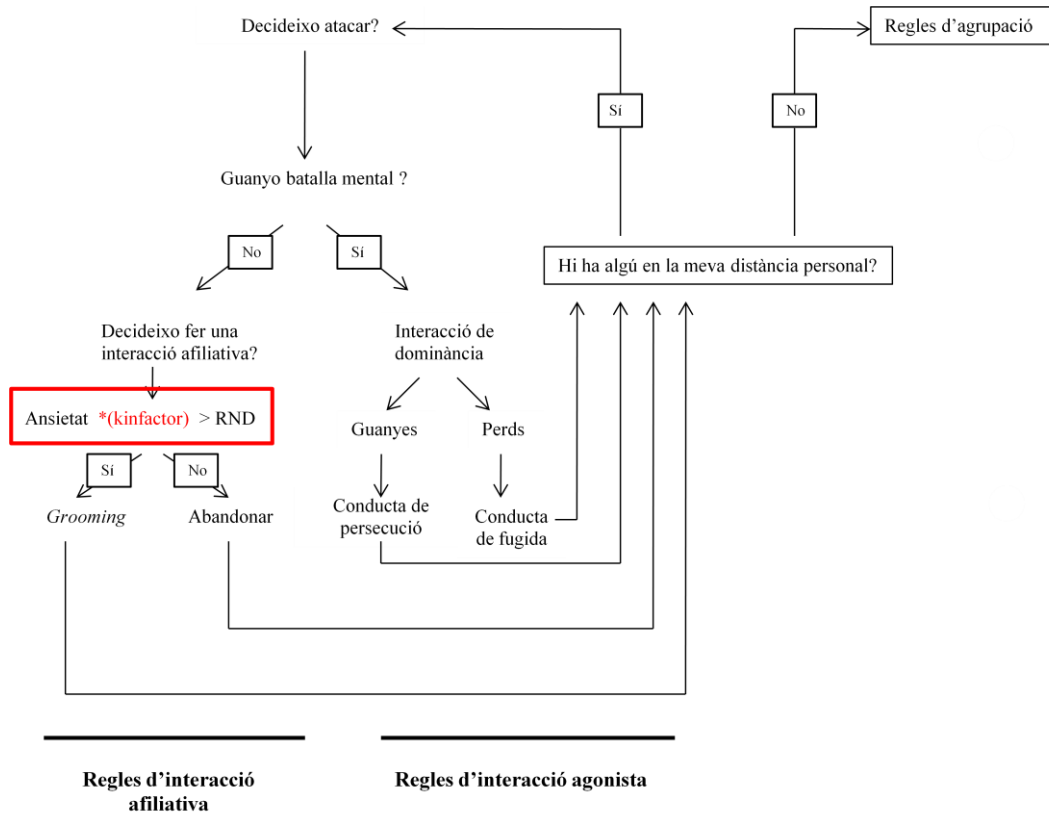 Decideixo atacar?
Regles d’agrupació
Sí
No
Guanyo batalla mental ?
No
Sí
Hi ha algú en la meva distància personal?
Decideixo fer una
interacció afiliativa?
Interacció de
dominància
Ansietat *(kinfactor) > RND
Guanyes
Perds
Sí
No
Grooming
Abandonar
Conducta de
persecució
Conducta
de fugida
Regles d’interacció
afiliativa
Regles d’interacció agonista